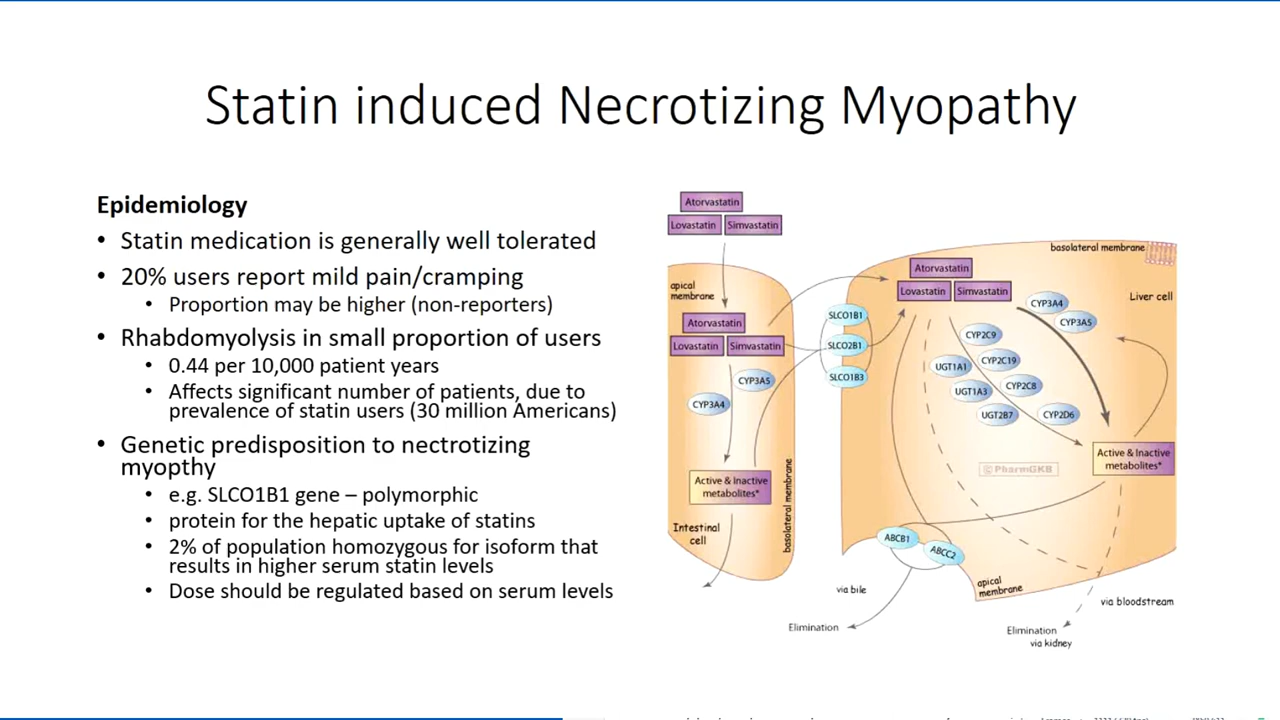 Statin induced Necrotizing Myopathy
Epidemiology
• Statin medication is generally well tolerated
• 20% users report mild pain/cramping
• Proportion may be higher (non-reporters)
• Rhabdomyolysis in small proportion of users
• 0.44 per 10,000 patient years
• Affects significant number of patients, due to
prevalence of statin users (30 million Americans)
• Genetic predisposition to nectrotizing
myopthy
• e.g. SLCO1B1 gene – polymorphic
• protein for the hepatic uptake of statins
• 2% of population homozygous for isoform that
results in higher serum statin levels
• Dose should be regulated based on serum levels
Atorvastatin
Lovastatin Simvastatin
apical
membrane
Atorvastatin
Lovastatin Simvastatin
CYP3A5
CYP3A4
Active & Inactive
metabolites*
Intestinal
cell
basolateral membrane
SLCO1B1
SLCO2B1
SLCO1B3
basolateral membrane
Liver cell
Atorvastatin
Lovastatin Simvastatin
CYP3A4
CYP3A5
CYP2C9
CYP2C19
UGT1A1
CYP2C8
UGT1A3
UGT2B7
CYP2D6
Active & Inactive
metabolites*
© PharmGKB
ABCB1
ABCC2
apical
membrane
via bile
Elimination
via bloodstream
Elimination
via kidney